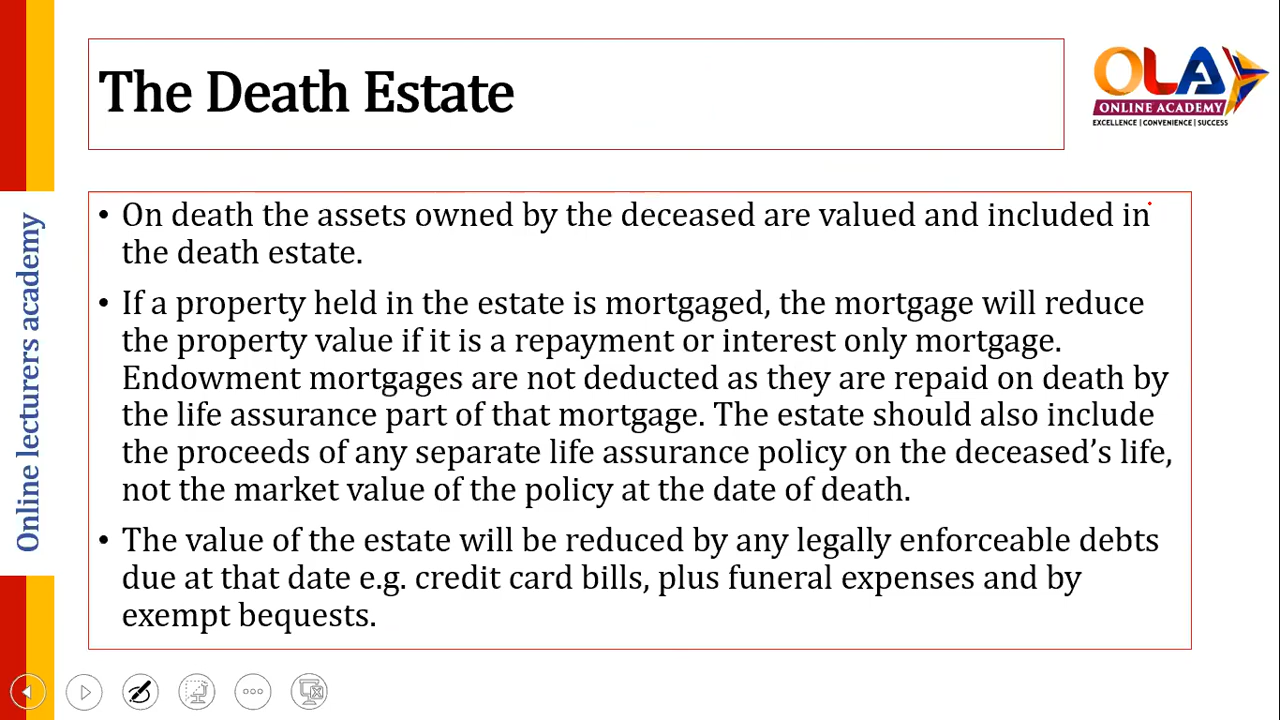 The Death Estate
OLA
ONLINE ACADEMY
EXCELLENCE | CONVENIENCE | SUCCESS
Online lecturers academy
• On death the assets owned by the deceased are valued and included in
the death estate.
• If a property held in the estate is mortgaged, the mortgage will reduce
the property value if it is a repayment or interest only mortgage.
Endowment mortgages are not deducted as they are repaid on death by
the life assurance part of that mortgage. The estate should also include
the proceeds of any separate life assurance policy on the deceased’s life,
not the market value of the policy at the date of death.
• The value of the estate will be reduced by any legally enforceable debts
due at that date e.g. credit card bills, plus funeral expenses and by
exempt bequests.